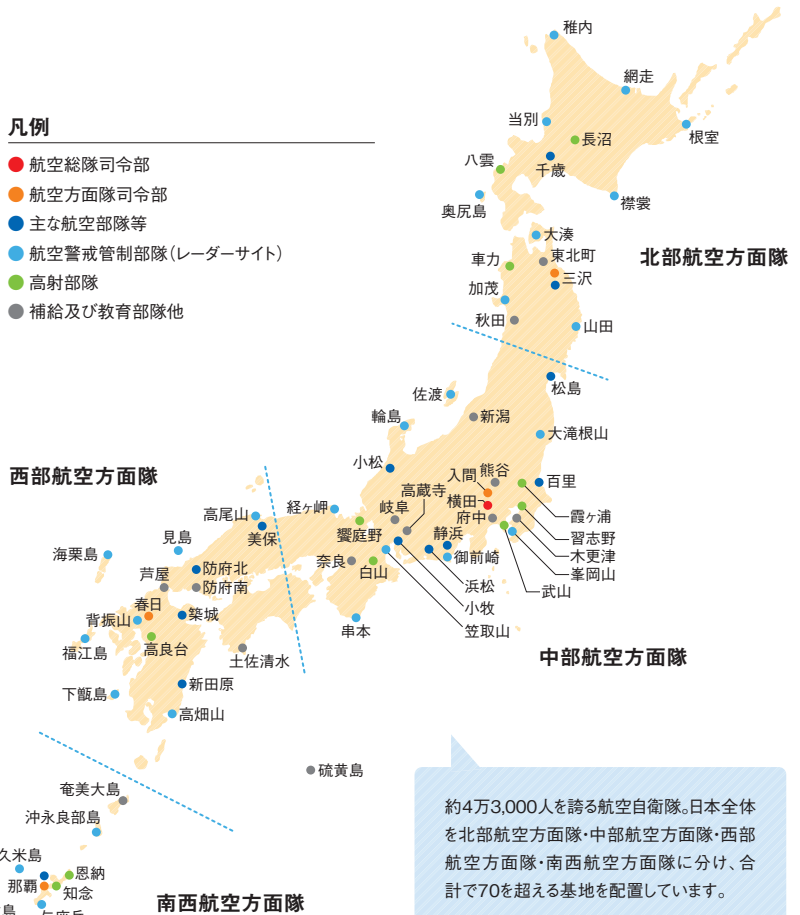 凡例
航空総隊司令部
航空方面隊司令部
主な航空部隊等
航空警戒管制部隊（レーダーサイト）
高射部隊
補給及び教育部隊他
稚内
網走
当別
長沼
根室
八雲
千歳
奥尻島
襟裳
大湊
東北町
車力
三沢
加茂
秋田
山田
北部航空方面隊
松島
佐渡
新潟
輪島
大滝根山
小松
熊谷
入間
百里
高蔵寺
横田
岐阜
府中
霞ヶ浦
習志野
木更津
峯岡山
武山
経ヶ岬
饗庭野
静浜
御前崎
浜松
小牧
笠取山
奈良
白山
串本
中部航空方面隊
西部航空方面隊
高尾山
美保
見島
海栗島
防府北
芦屋
防府南
春日
築城
背振山
福江島
高良台
土佐清水
新田原
下甑島
高畑山
硫黄島
奄美大島
沖永良部島
久米島
恩納
那覇
知念
島
南西航空方面隊
約4万3,000人を誇る航空自衛隊。日本全体
を北部航空方面隊・中部航空方面隊・西部
航空方面隊・南西航空方面隊に分け、合
計で70を超える基地を配置しています。